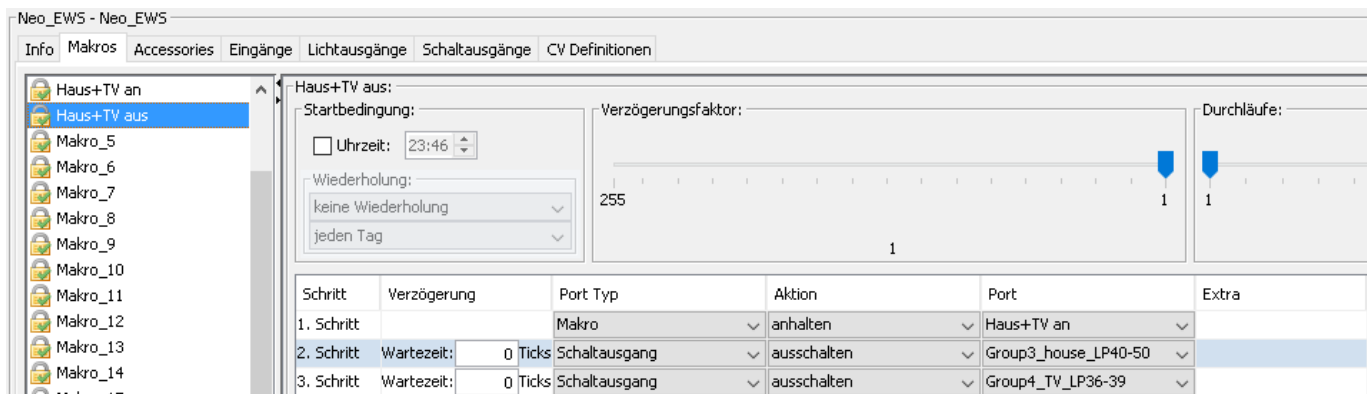 Neo_EWS - Neo_EWS
Info Makros Accessories Eingänge Lichtausgänge Schaltausgänge CV Definitionen
Haus+TV an
Haus+TV aus
Makro_5
Makro_6
Makro_7
Makro_8
Makro_9
Makro_10
Makro_11
Makro_12
Makro_13
Makro_14
Haus+TV aus:
Startbedingung:
Uhrzeit: 23:46
Wiederholung:
keine Wiederholung
jeden Tag
Verzögerungsfaktor:
255 1
1
Durchläufe:
1
Schritt Verzögerung Port Typ Aktion Port Extra
1. Schritt Makro anhalten Haus+TV an
2. Schritt Wartezeit: 0 Ticks Schaltausgang ausschalten Group3_house_LP40-50
3. Schritt Wartezeit: 0 Ticks Schaltausgang ausschalten Group4_TV_LP36-39